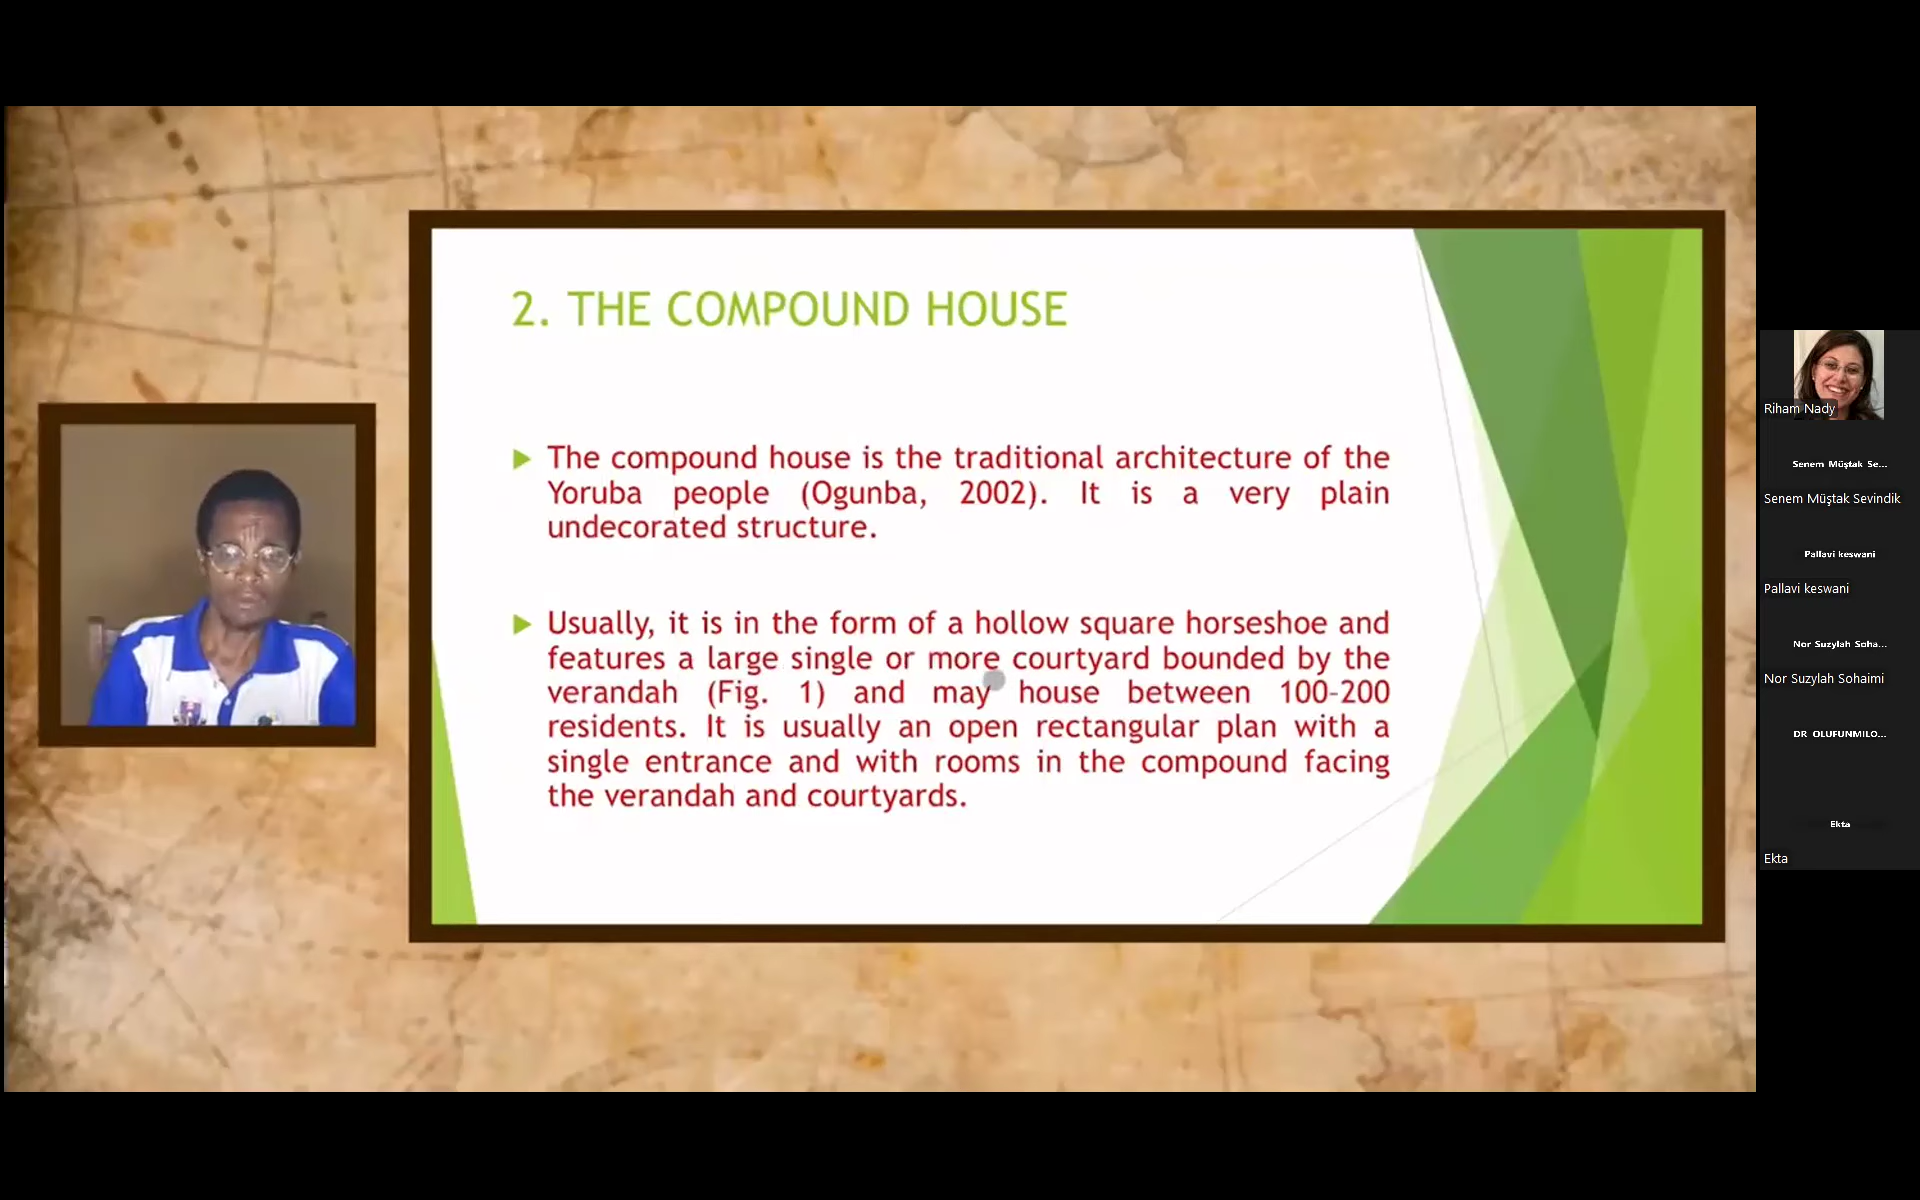 2. THE COMPOUND HOUSE
The compound house is the traditional architecture of the
Yoruba people (Ogunba, 2002). It is a very plain
undecorated structure.
Usually, it is in the form of a hollow square horseshoe and
features a large single or more courtyard bounded by the
verandah (Fig. 1) and may house between 100-200
residents. It is usually an open rectangular plan with a
single entrance and with rooms in the compound facing
the verandah and courtyards.
Riham Nady
Senem Müştak Se...
Senem Müştak Sevindik
Pallavi keswani
Pallavi keswani
Nor Suzylah Soha...
Nor Suzylah Sohaimi
DR OLUFUNMILO...
Ekta
Ekta